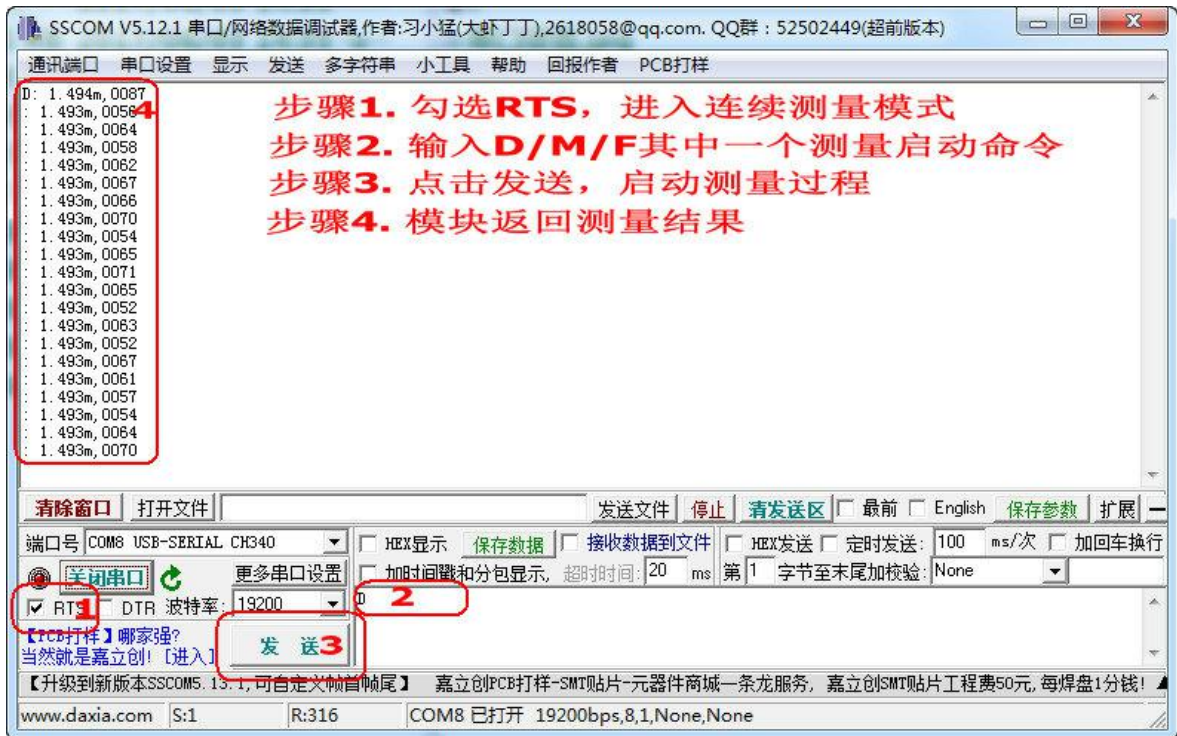 SSCOM V5.12.1 串口/网络数据调试器,作者:习小猛(大虾丁丁),2618058@qq.com. QQ群：52502449(超前版本)
通讯端口 串口设置 显示 发送 多字符串 小工具 帮助 回报作者 PCB打样
D: 1.494m,0087
: 1.493m,0056
4
: 1.493m,0064
: 1.493m,0058
: 1.493m,0062
: 1.493m,0067
: 1.493m,0066
: 1.493m,0070
: 1.493m,0054
: 1.493m,0065
: 1.493m,0071
: 1.493m,0065
: 1.493m,0052
: 1.493m,0063
: 1.493m,0052
: 1.493m,0067
: 1.493m,0061
: 1.493m,0057
: 1.493m,0054
: 1.493m,0064
: 1.493m,0070
步骤1. 勾选RTS，进入连续测量模式
步骤2. 输入D/M/F其中一个测量启动命令
步骤3. 点击发送，启动测量过程
步骤4. 模块返回测量结果
清除窗口 打开文件 发送文件 停止 清发送区 最前 English 保存参数 扩展 —
端口号 COM8 USB-SERIAL CH340 HEX显示 保存数据 接收数据到文件 HEX发送 定时发送: 100 ms/次 加回车换行
关闭串口 更多串口设置 加时间戳和分包显示, 超时时间: 20 ms 第 1 字节至末尾加校验: None
RTS 1 DTR 波特率: 19200 D 2
【PCB打样】哪家强?
当然就是嘉立创! [进入]
发 送 3
【升级到新版本SSCOM5.13.1,可自定义帧首帧尾】 嘉立创PCB打样-SMT贴片-元器件商城一条龙服务, 嘉立创SMT贴片工程费50元,每焊盘1分钱!
www.daxia.com S:1 R:316 COM8 已打开 19200bps,8,1,None,None